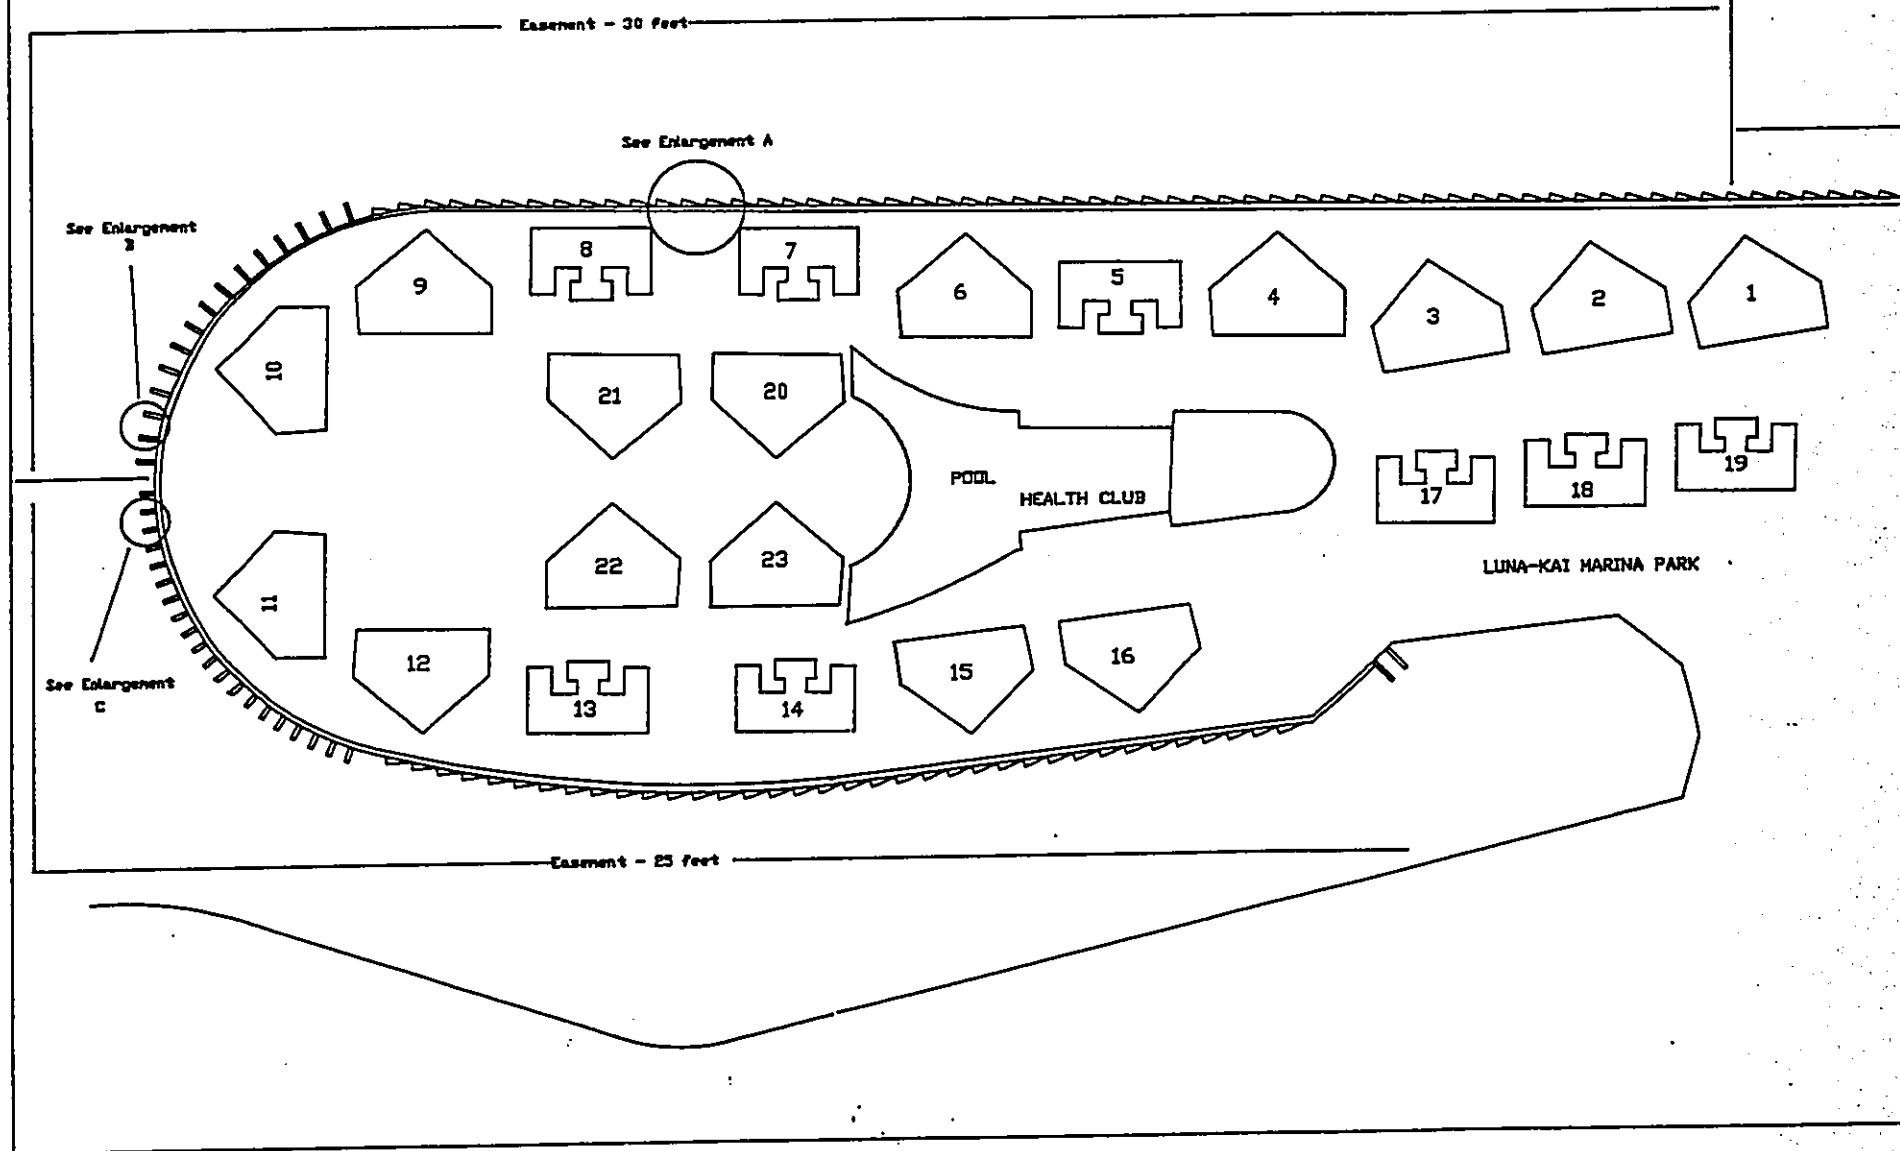 Easement - 30 feet
See Enlargement A
See Enlargement
B
8
7
9
6
5
4
3
2
1
10
21
20
POOL
HEALTH CLUB
17
18
19
22
23
LUNA-KAI MARINA PARK
11
12
13
14
15
16
See Enlargement
C
Easement - 25 feet